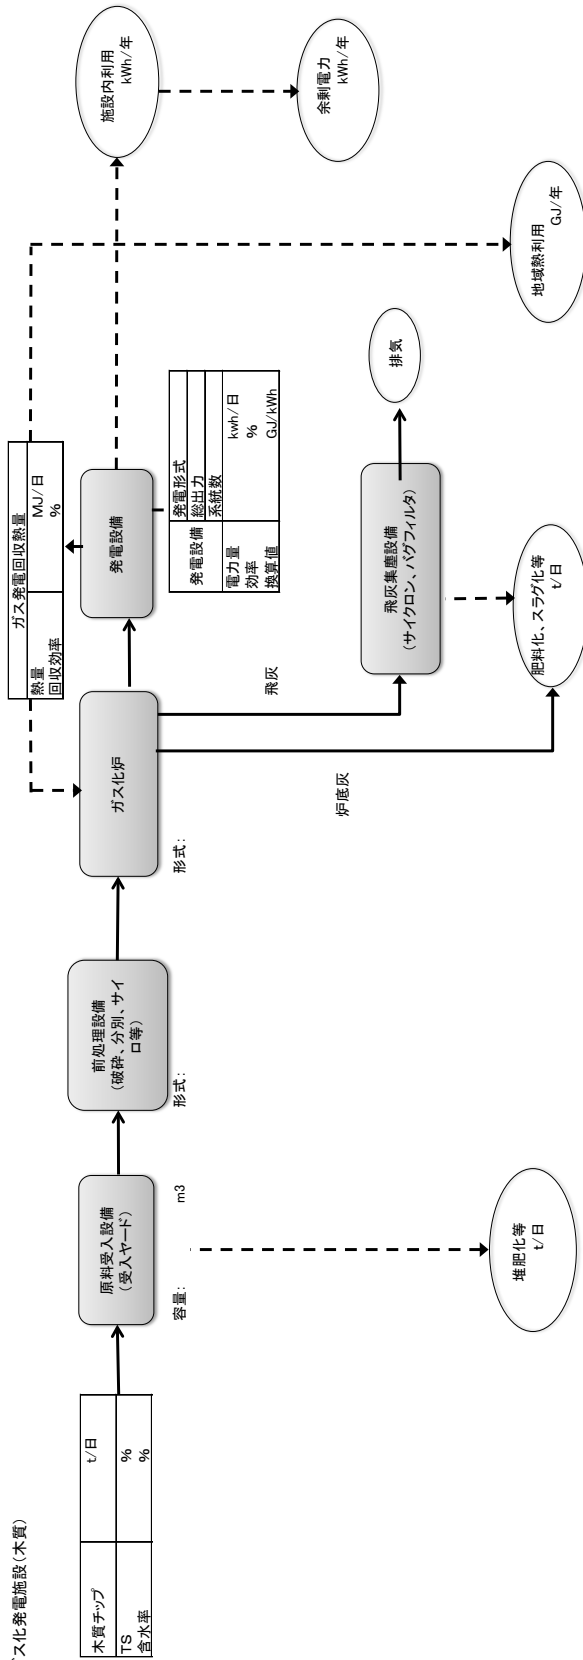 ス化発電施設(木質)
木質チップ t/日
TS %
含水率 %
原料受入設備
(受入ヤード)
容量: m3
堆肥化等
t/日
前処理設備
(破砕、分別、サイ
ロ等)
形式:
ガス化炉
形式:
ガス発電回収熱量
熱量 MJ/日
回収効率 %
発電設備
発電設備 発電形式
総出力
系統数
電力量 kwh/日
効率 %
換算値 GJ/kWh
飛灰
炉底灰
飛灰集塵設備
(サイクロン、バグフィルタ)
排気
肥料化、スラグ化等
t/日
施設内利用
kWh/年
余剰電力
kWh/年
地域熱利用
GJ/年